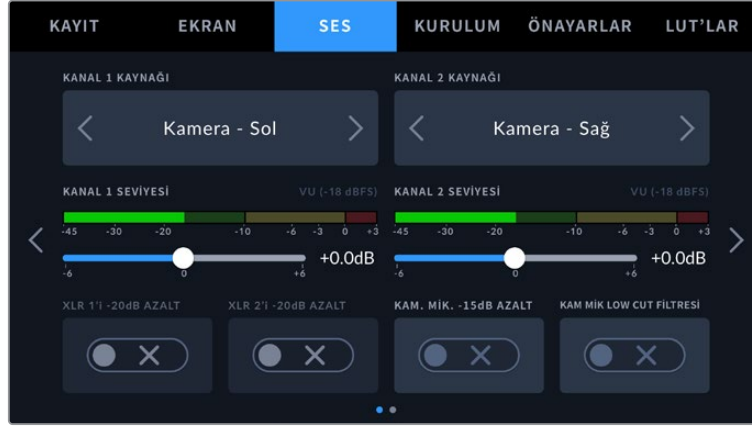 KAYIT EKRAN SES KURULUM ÖNAYARLAR LUT'LAR
KANAL 1 KAYNAĞI KANAL 2 KAYNAĞI
Kamera - Sol Kamera - Sağ
KANAL 1 SEVİYESİ VU (-18 dBFS) KANAL 2 SEVİYESİ VU (-18 dBFS)
-45 -30 -20 -10 -6 -3 0 +3 -45 -30 -20 -10 -6 -3 0 +3
+0.0dB +0.0dB
-6 0 +6 -6 0 +6
XLR 1'i -20dB AZALT XLR 2'i -20dB AZALT KAM. MİK. -15dB AZALT KAM MİK LOW CUT FİLTRESİ